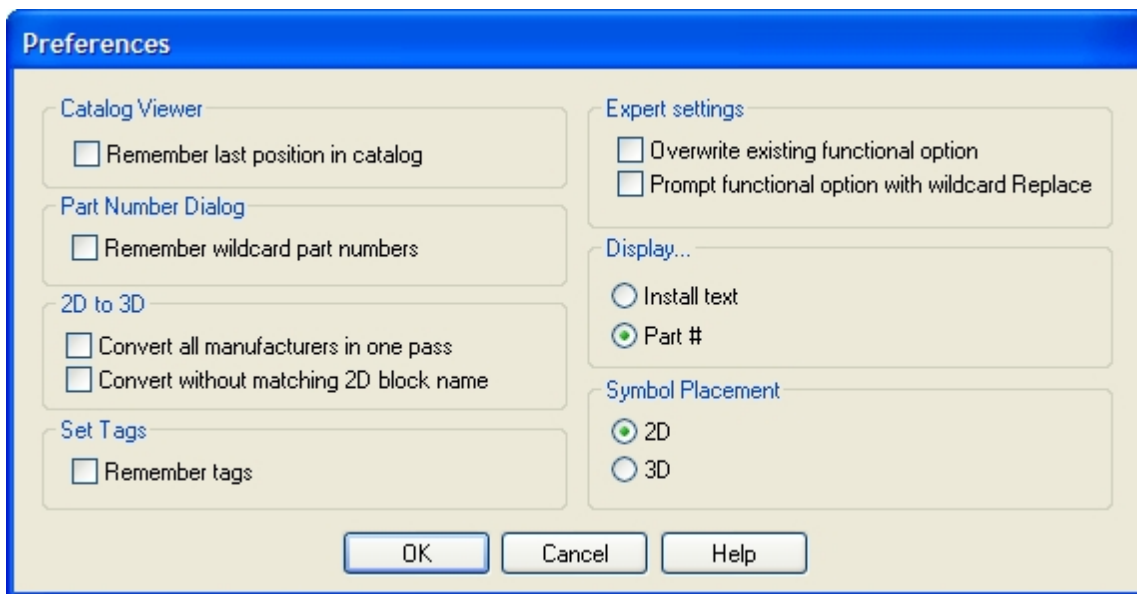 Preferences
Catalog Viewer
Remember last position in catalog
Part Number Dialog
Remember wildcard part numbers
2D to 3D
Convert all manufacturers in one pass
Convert without matching 2D block name
Set Tags
Remember tags
Expert settings
Overwrite existing functional option
Prompt functional option with wildcard Replace
Display...
Install text
Part #
Symbol Placement
2D
3D
OK
Cancel
Help